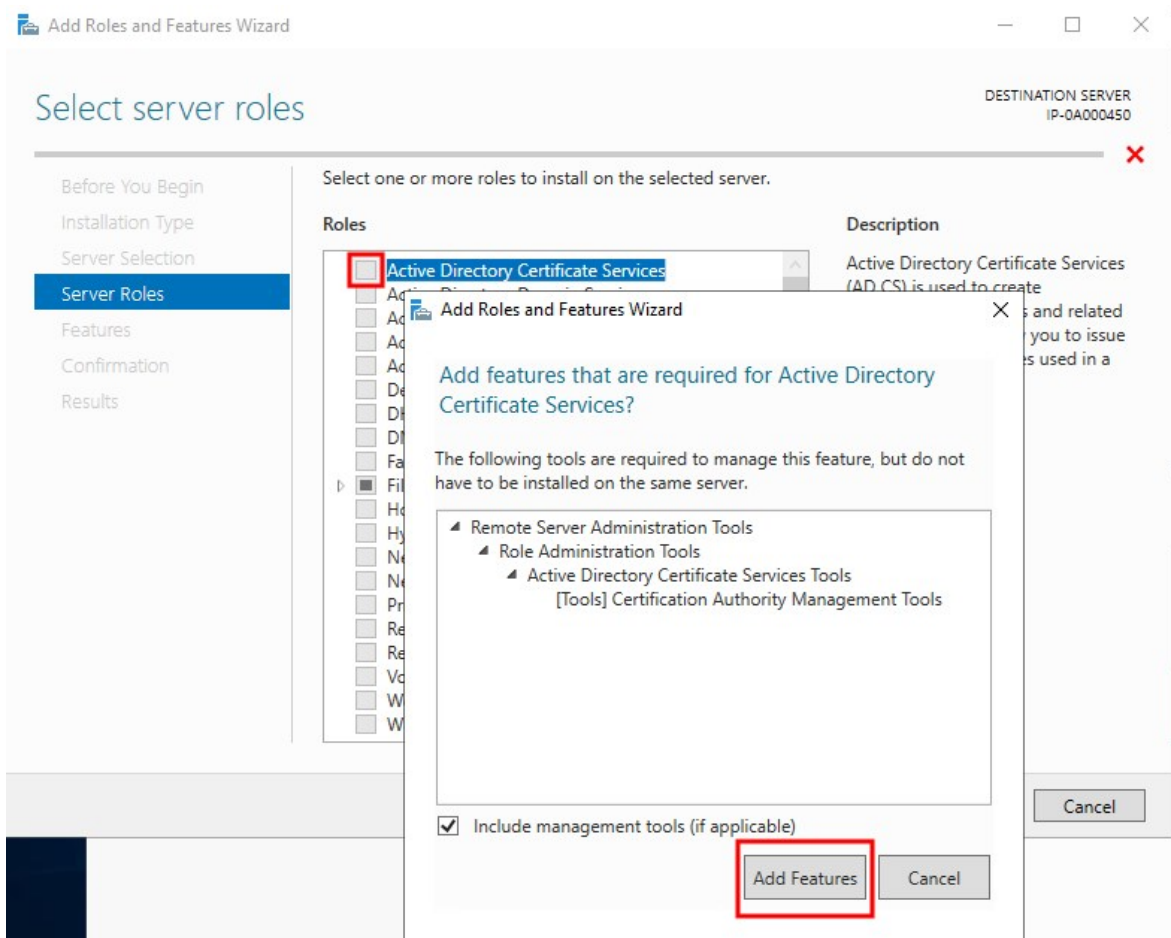 Add Roles and Features Wizard
Select server roles
DESTINATION SERVER
IP-0A000450
Before You Begin
Installation Type
Server Selection
Server Roles
Features
Confirmation
Results
Select one or more roles to install on the selected server.
Roles
Active Directory Certificate Services
Description
Active Directory Certificate Services
(AD CS) is used to create
and related
you to issue
used in a
Add Roles and Features Wizard
Add features that are required for Active Directory
Certificate Services?
The following tools are required to manage this feature, but do not
have to be installed on the same server.
Remote Server Administration Tools
Role Administration Tools
Active Directory Certificate Services Tools
[Tools] Certification Authority Management Tools
Include management tools (if applicable)
Add Features
Cancel
Cancel